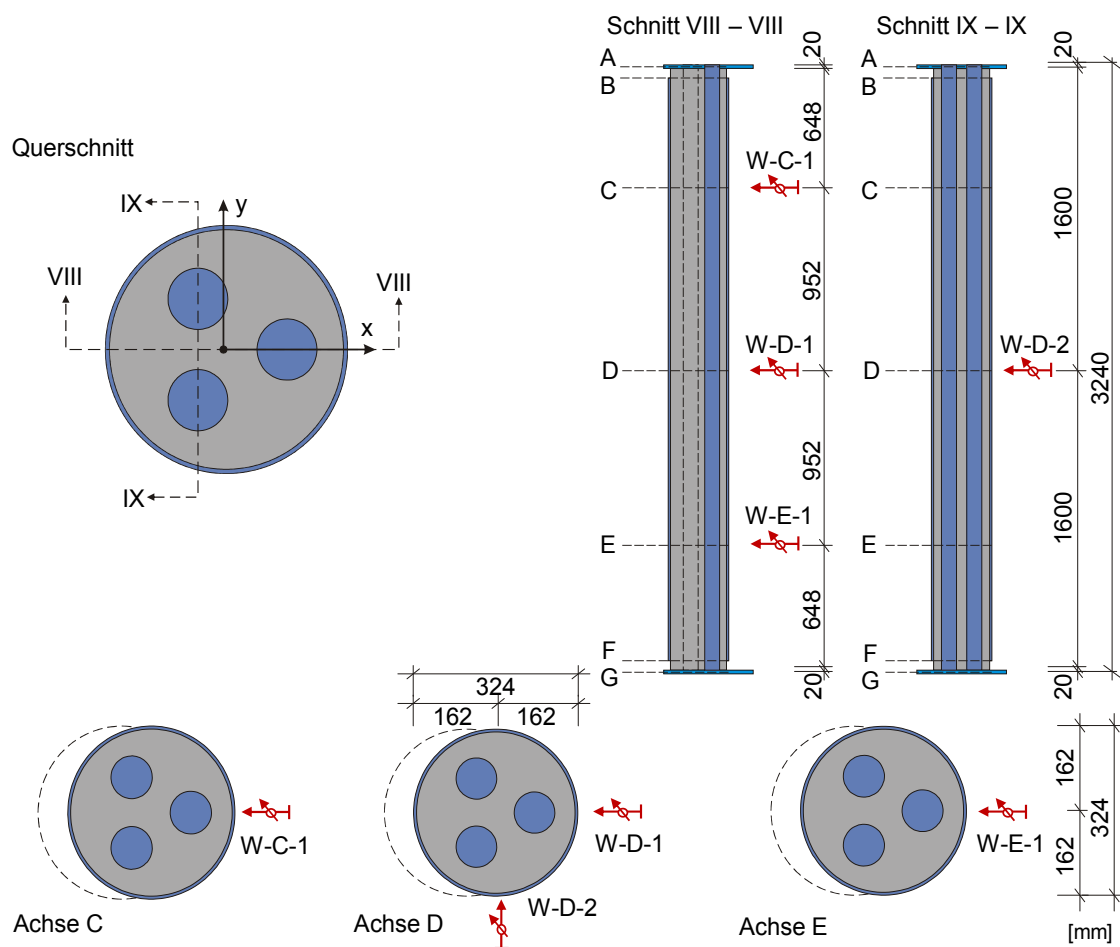 Schnitt VIII – VIII
Schnitt IX – IX
20
20
A
B
A
B
648
W-C-1
C
C
1600
952
W-D-1
W-D-2
D
D
3240
952
W-E-1
E
E
1600
648
F
G
F
G
20
20
Querschnitt
IX
y
VIII
VIII
x
IX
324
162
162
W-C-1
Achse C
W-D-1
W-D-2
Achse D
W-E-1
Achse E
162
324
162
[mm]